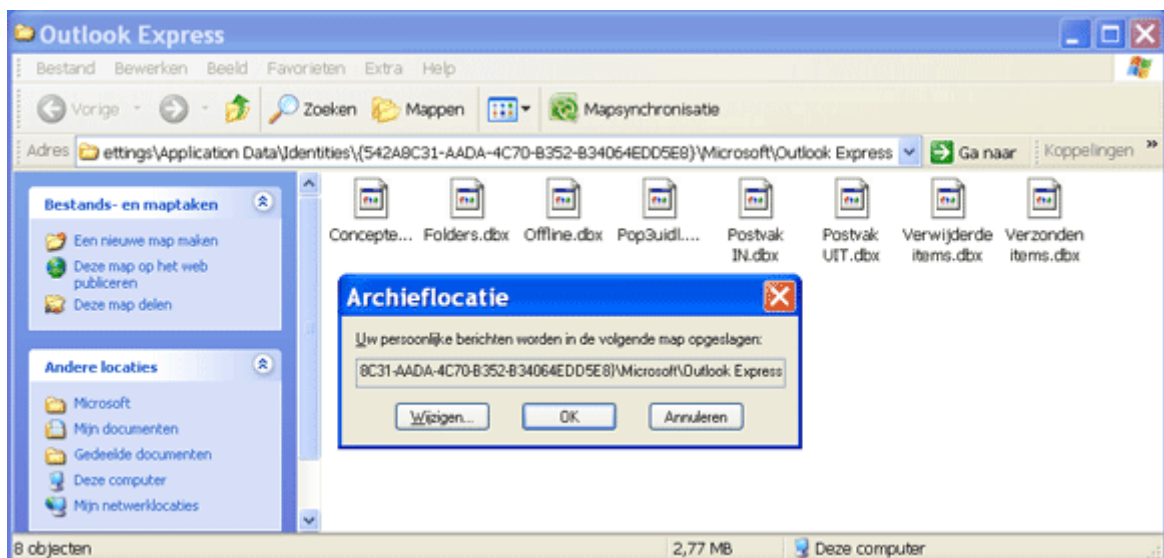 Outlook Express
Bestand Bewerken Beeld Favorieten Extra Help
Vorige Zoeken Mappen Mapsynchronisatie
Adres ettings\Application Data\Identities\{542A8C31-AADA-4C70-B352-B34064EDD5E8}\Microsoft\Outlook Express Ga naar Koppelingen »
Bestands- en maptaken
Een nieuwe map maken
Deze map op het web
publiceren
Deze map delen
Andere locaties
Microsoft
Mijn documenten
Gedeelde documenten
Deze computer
Mijn netwerklocaties
Concepte... Folders.dbx Offline.dbx Pop3uidl.... Postvak Postvak Verwijderde Verzonden
IN.dbx UIT.dbx items.dbx items.dbx
Archieflocatie
Uw persoonlijke berichten worden in de volgende map opgeslagen:
8C31-AADA-4C70-B352-B34064EDD5E8}\Microsoft\Outlook Express
Wijzigen... OK Annuleren
8 objecten 2,77 MB Deze computer